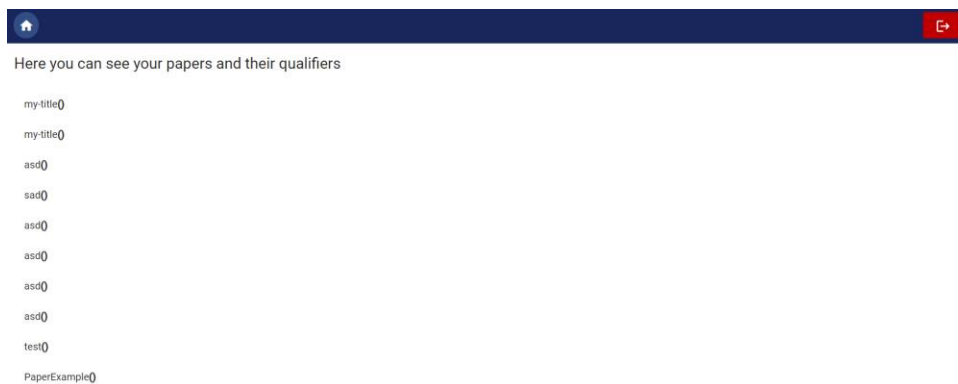 Here you can see your papers and their qualifiers
my-title()
my-title()
asd()
sad()
asd()
asd()
asd()
asd()
test()
PaperExample()